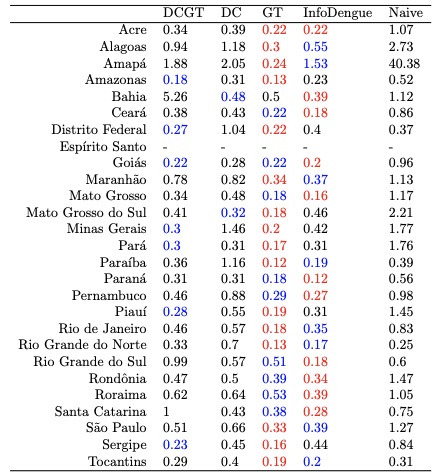 DCGT DC GT InfoDengue Naive
Acre 0.34 0.39 0.22 0.22 1.07
Alagoas 0.94 1.18 0.3 0.55 2.73
Amapá 1.88 2.05 0.24 1.53 40.38
Amazonas 0.18 0.31 0.13 0.23 0.52
Bahia 5.26 0.48 0.5 0.39 1.12
Ceará 0.38 0.43 0.22 0.18 0.86
Distrito Federal 0.27 1.04 0.22 0.4 0.37
Espírito Santo - - - - -
Goiás 0.22 0.28 0.22 0.2 0.96
Maranhão 0.78 0.82 0.34 0.37 1.13
Mato Grosso 0.34 0.48 0.18 0.16 1.17
Mato Grosso do Sul 0.41 0.32 0.18 0.46 2.21
Minas Gerais 0.3 1.46 0.2 0.42 1.77
Pará 0.3 0.31 0.17 0.31 1.76
Paraíba 0.36 1.16 0.12 0.19 0.39
Paraná 0.31 0.31 0.18 0.12 0.56
Pernambuco 0.46 0.88 0.29 0.27 0.98
Piauí 0.28 0.55 0.19 0.31 1.45
Rio de Janeiro 0.46 0.57 0.18 0.35 0.83
Rio Grande do Norte 0.33 0.7 0.13 0.17 0.25
Rio Grande do Sul 0.99 0.57 0.51 0.18 0.6
Rondônia 0.47 0.5 0.39 0.34 1.47
Roraima 0.62 0.64 0.53 0.39 1.05
Santa Catarina 1 0.43 0.38 0.28 0.75
São Paulo 0.51 0.66 0.33 0.39 1.27
Sergipe 0.23 0.45 0.16 0.44 0.84
Tocantins 0.29 0.4 0.19 0.2 0.31